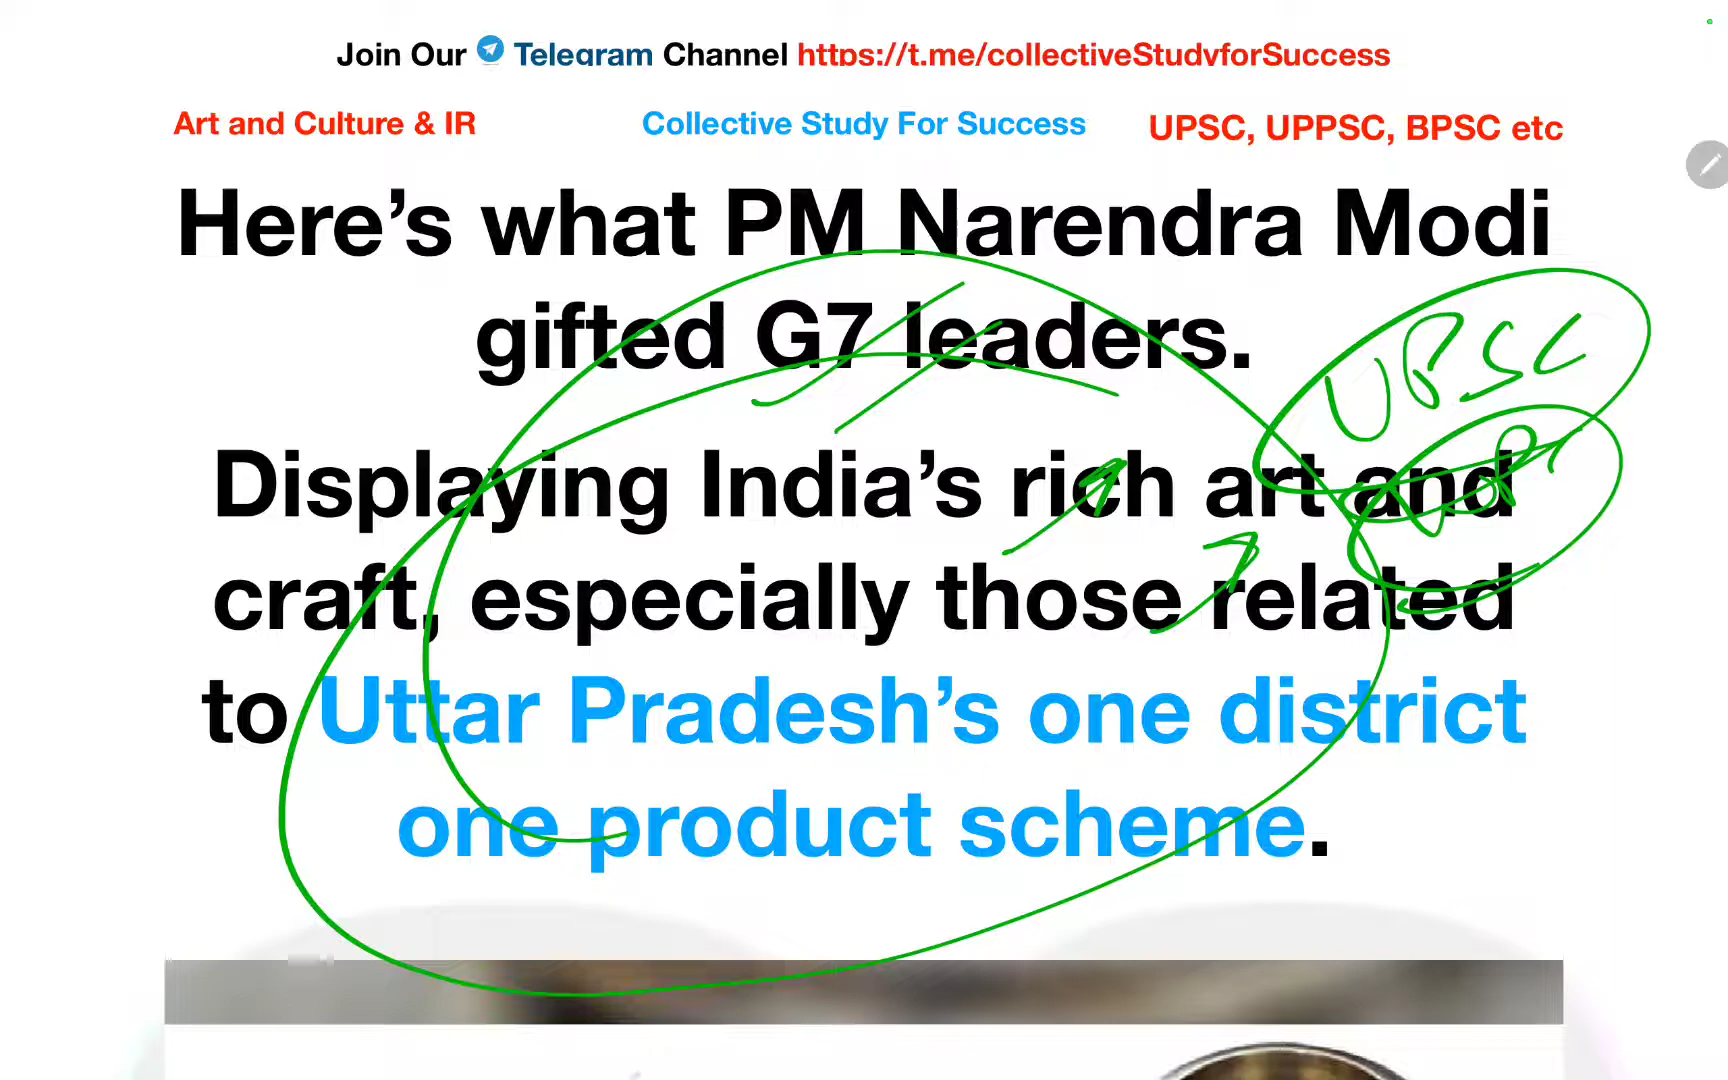 Join Our Telegram Channel https://t.me/collectiveStudyforSuccess
Art and Culture & IR Collective Study For Success UPSC, UPPSC, BPSC etc
Here's what PM Narendra Modi
gifted G7 leaders.
UPSC
Displaying India's rich art and
craft, especially those related
to Uttar Pradesh's one district
one product scheme.